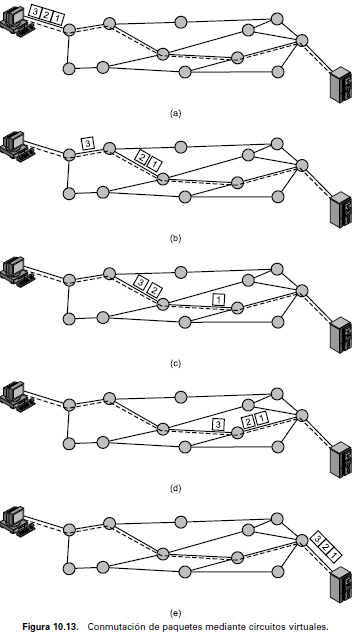 3 2 1
(a)
3
2 1
(b)
3 2
1
(c)
3
2 1
(d)
3 2 1
(e)
Figura 10.13. Conmutación de paquetes mediante circuitos virtuales.